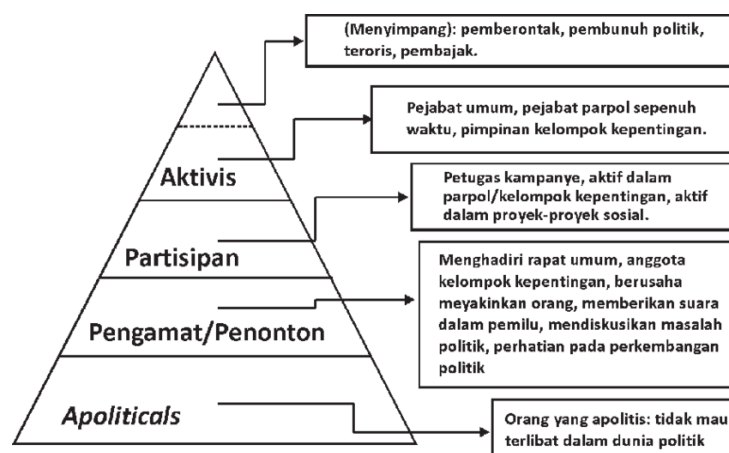 (Menyimpang): pemberontak, pembunuh politik,
teroris, pembajak.
Pejabat umum, pejabat parpol sepenuh
waktu, pimpinan kelompok kepentingan.
Aktivis
Petugas kampanye, aktif dalam
parpol/kelompok kepentingan, aktif
dalam proyek-proyek sosial.
Partisipan
Menghadiri rapat umum, anggota
kelompok kepentingan, berusaha
meyakinkan orang, memberikan suara
dalam pemilu, mendiskusikan masalah
politik, perhatian pada perkembangan
politik
Pengamat/Penonton
Orang yang apolitis: tidak mau
terlibat dalam dunia politik
Apoliticals